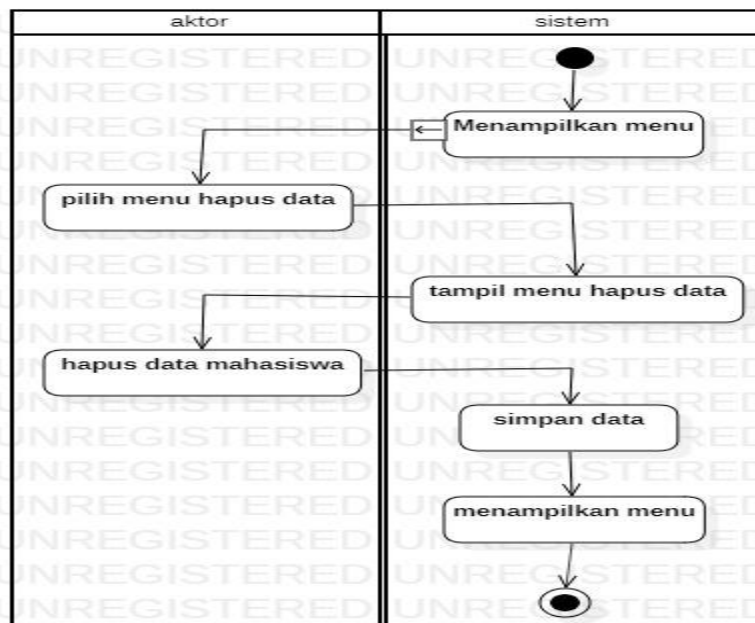 aktor
sistem
Menampilkan menu
pilih menu hapus data
tampil menu hapus data
hapus data mahasiswa
simpan data
menampilkan menu
UNREGISTERED